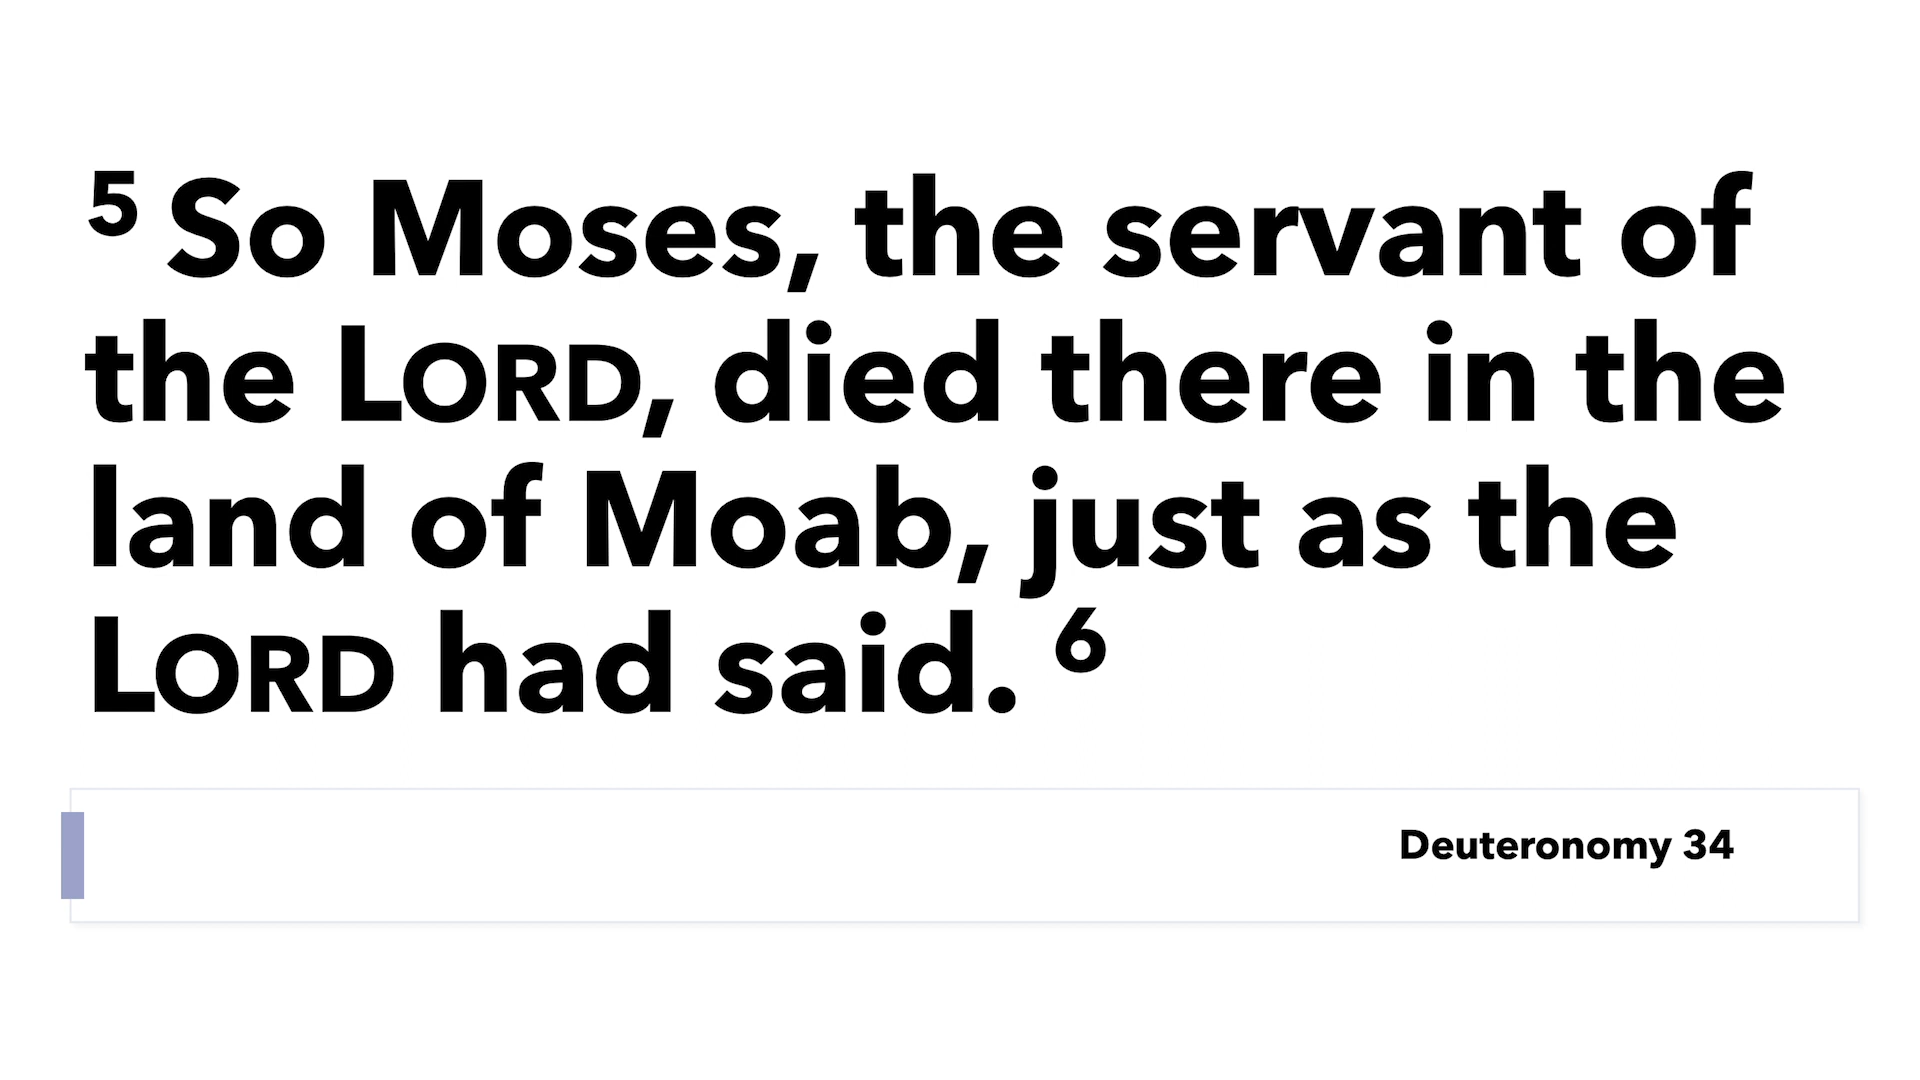 5 So Moses, the servant of
the LORD, died there in the
land of Moab, just as the
LORD had said. 6
Deuteronomy 34